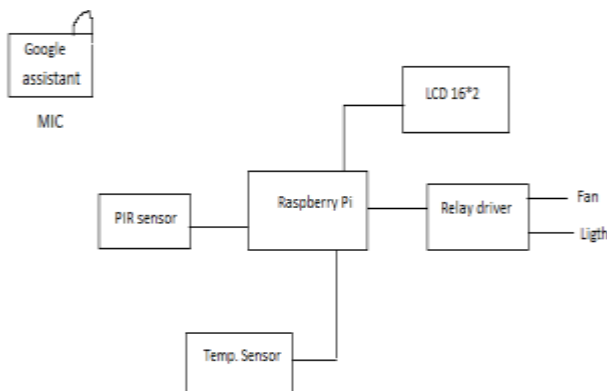 Google
assistant
MIC
LCD 16*2
PIR sensor
Raspberry Pi
Relay driver
Fan
Ligth
Temp. Sensor